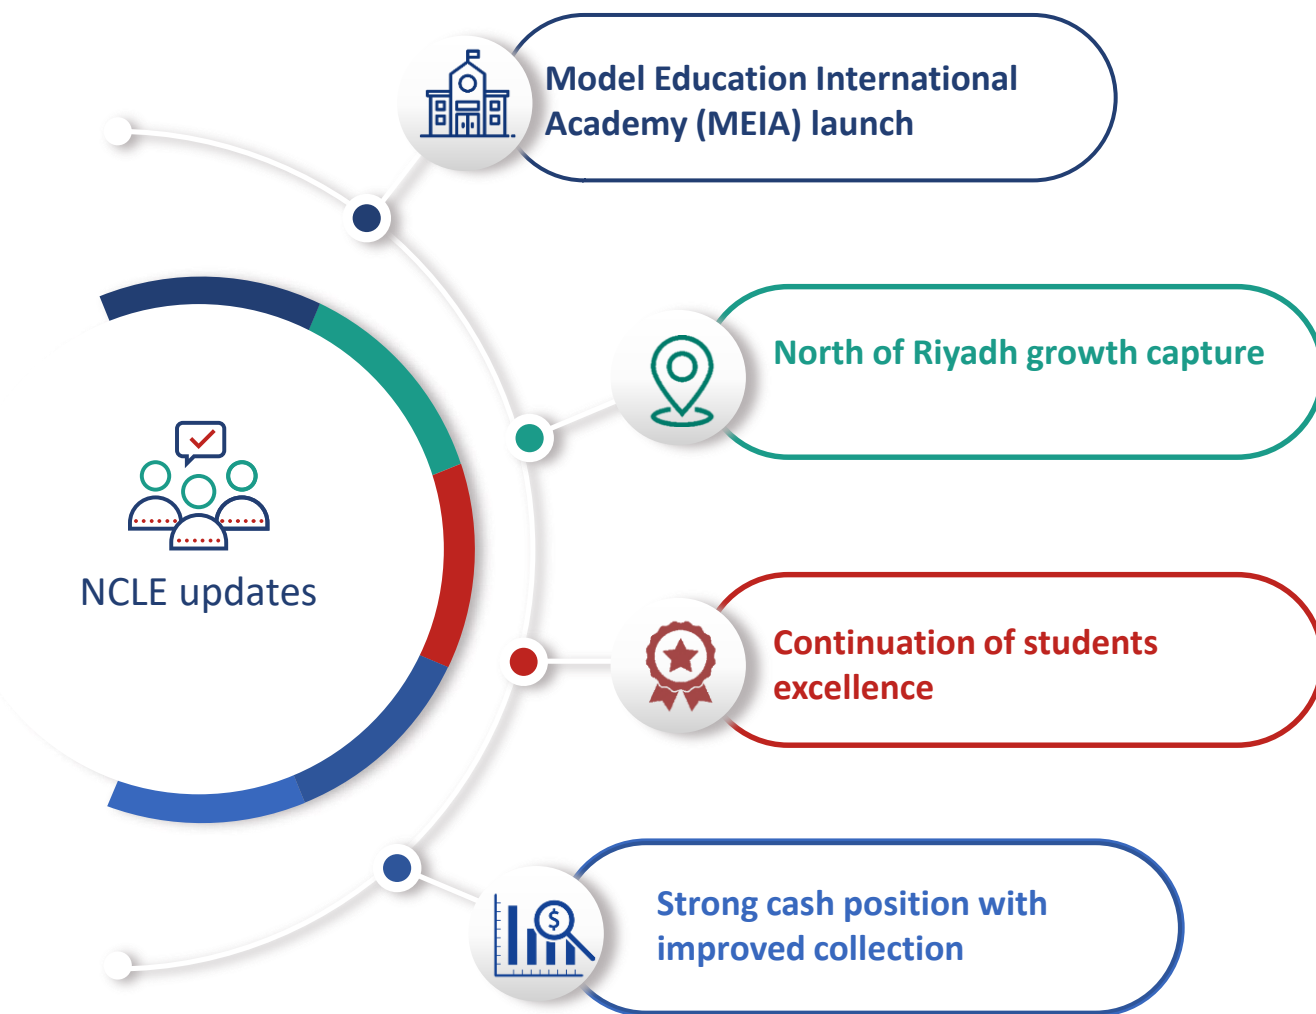 Model Education International
Academy (MEIA) launch
North of Riyadh growth capture
NCLE updates
Continuation of students
excellence
$
Strong cash position with
improved collection